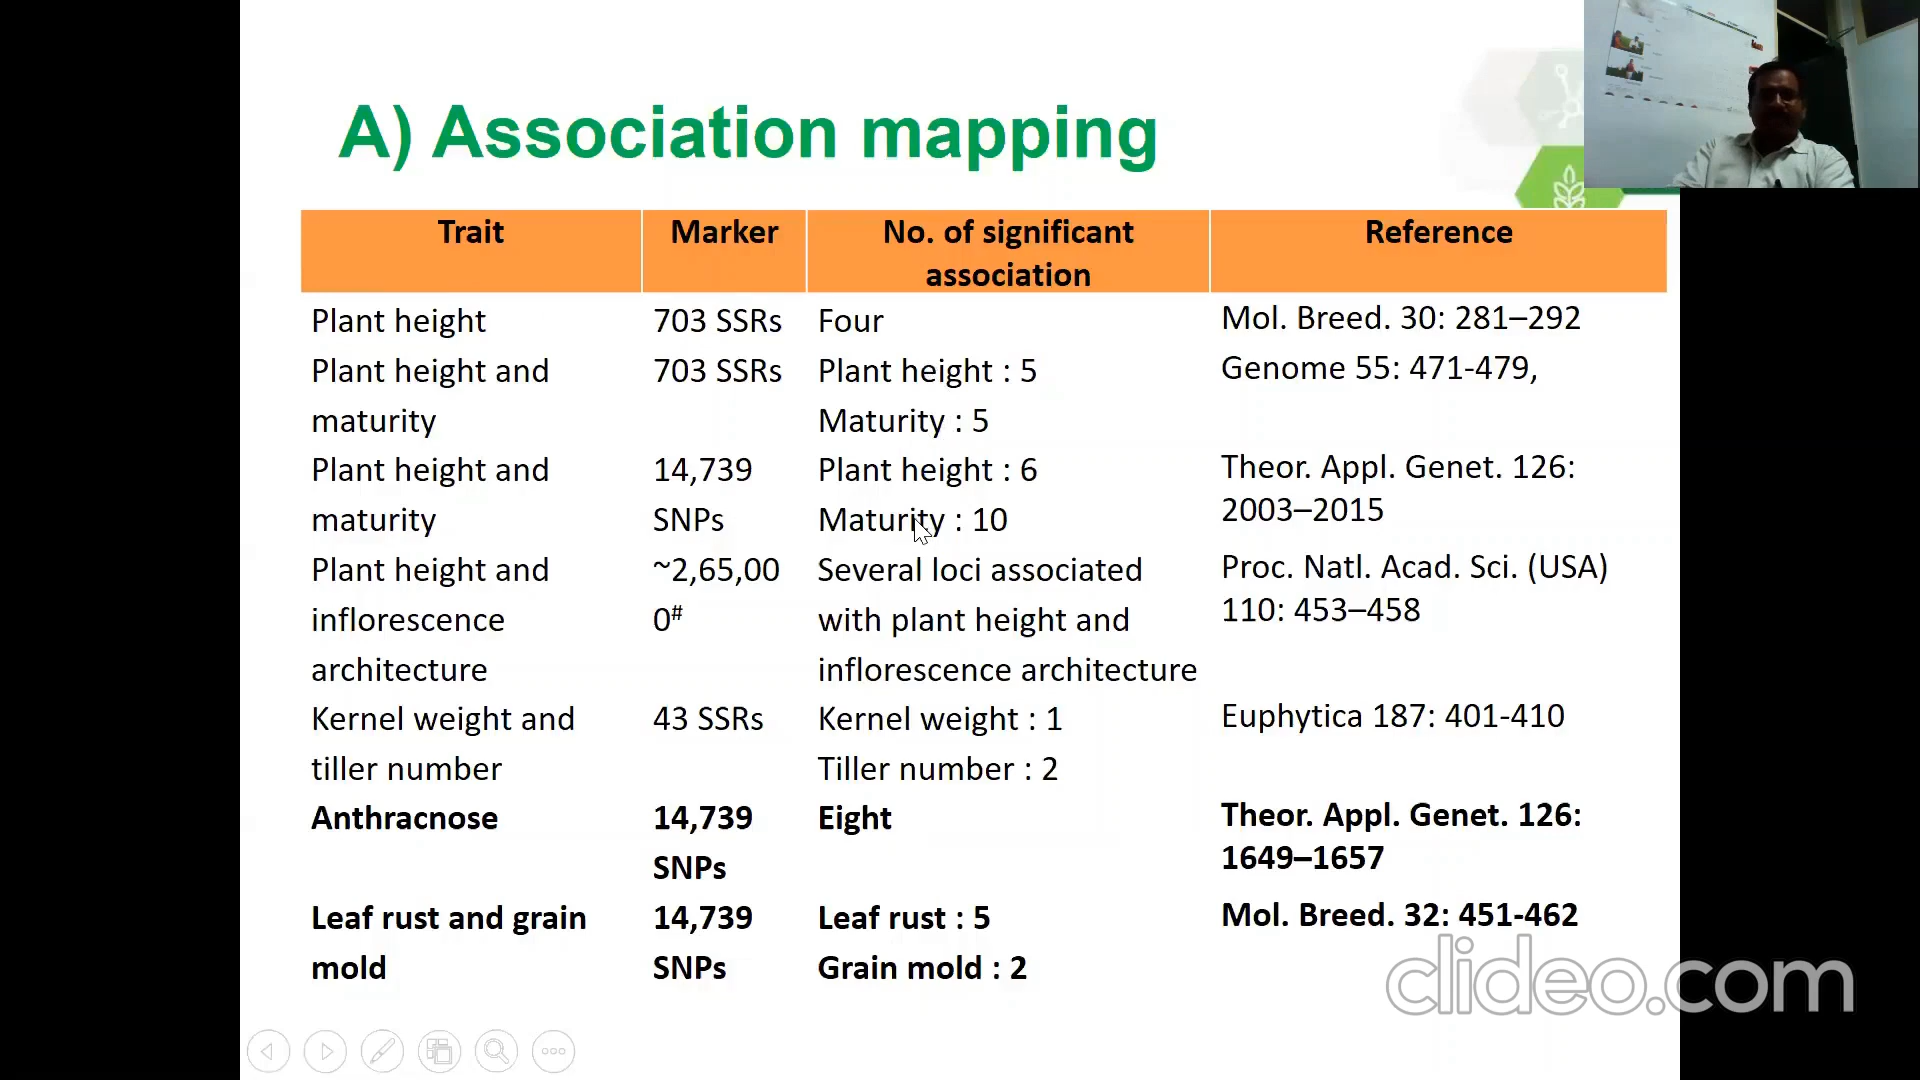 A) Association mapping
Trait
Marker
No. of significant
association
Reference
Plant height
703 SSRs
Four
Mol. Breed. 30: 281–292
Plant height and
maturity
703 SSRs
Plant height : 5
Maturity : 5
Genome 55: 471-479,
Plant height and
maturity
14,739
SNPs
Plant height : 6
Maturity : 10
Theor. Appl. Genet. 126:
2003–2015
Plant height and
inflorescence
architecture
~2,65,00
0#
Several loci associated
with plant height and
inflorescence architecture
Proc. Natl. Acad. Sci. (USA)
110: 453–458
Kernel weight and
tiller number
43 SSRs
Kernel weight : 1
Tiller number : 2
Euphytica 187: 401-410
Anthracnose
14,739
SNPs
Eight
Theor. Appl. Genet. 126:
1649–1657
Leaf rust and grain
mold
14,739
SNPs
Leaf rust : 5
Grain mold : 2
Mol. Breed. 32: 451-462
clideo.com